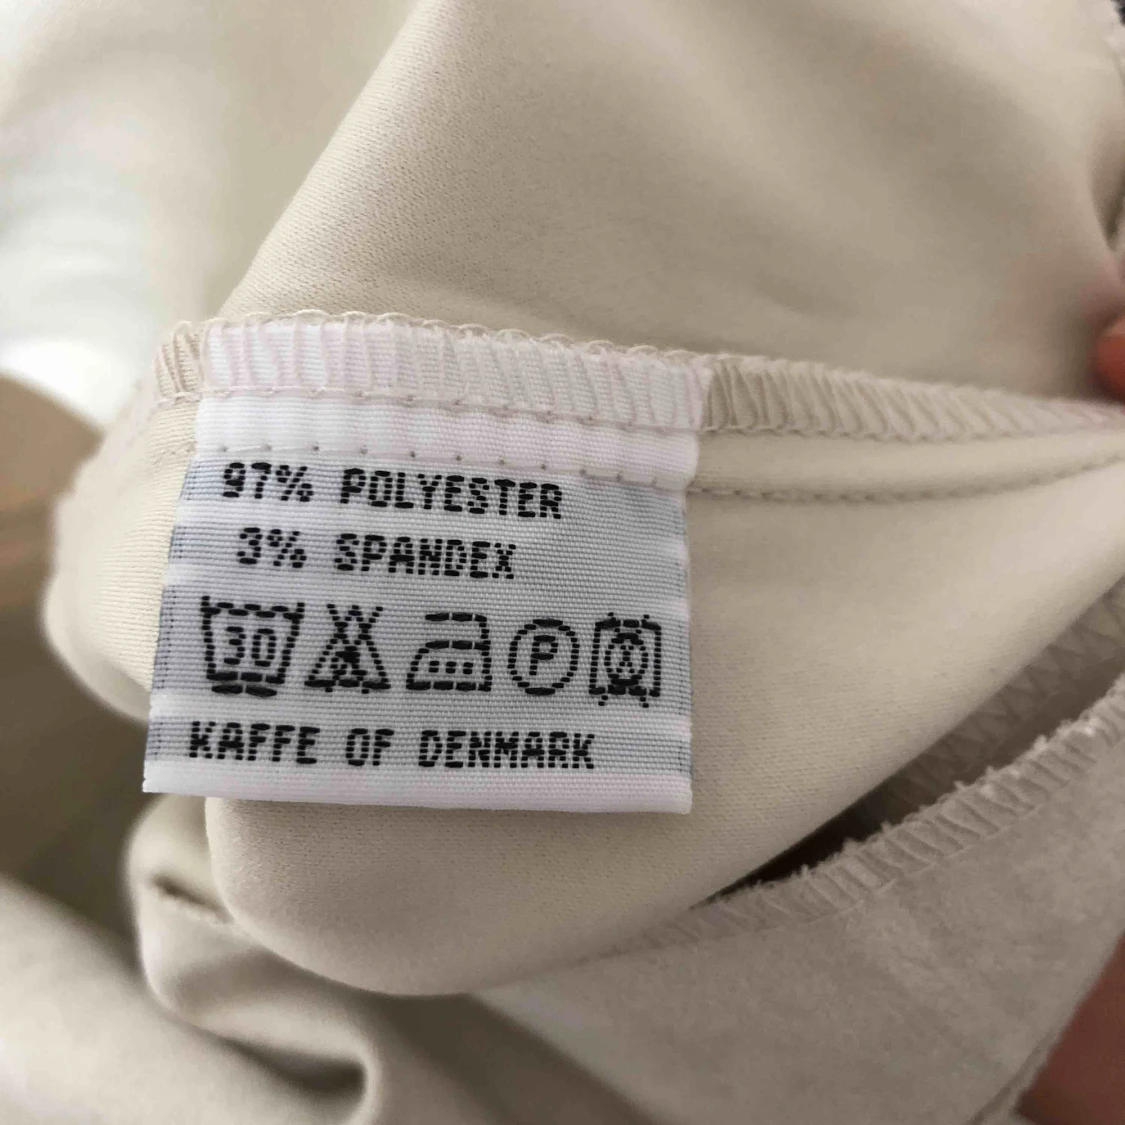 97% POLYESTER
3% SPANDEX
30 P
KAFFE OF DENMARK